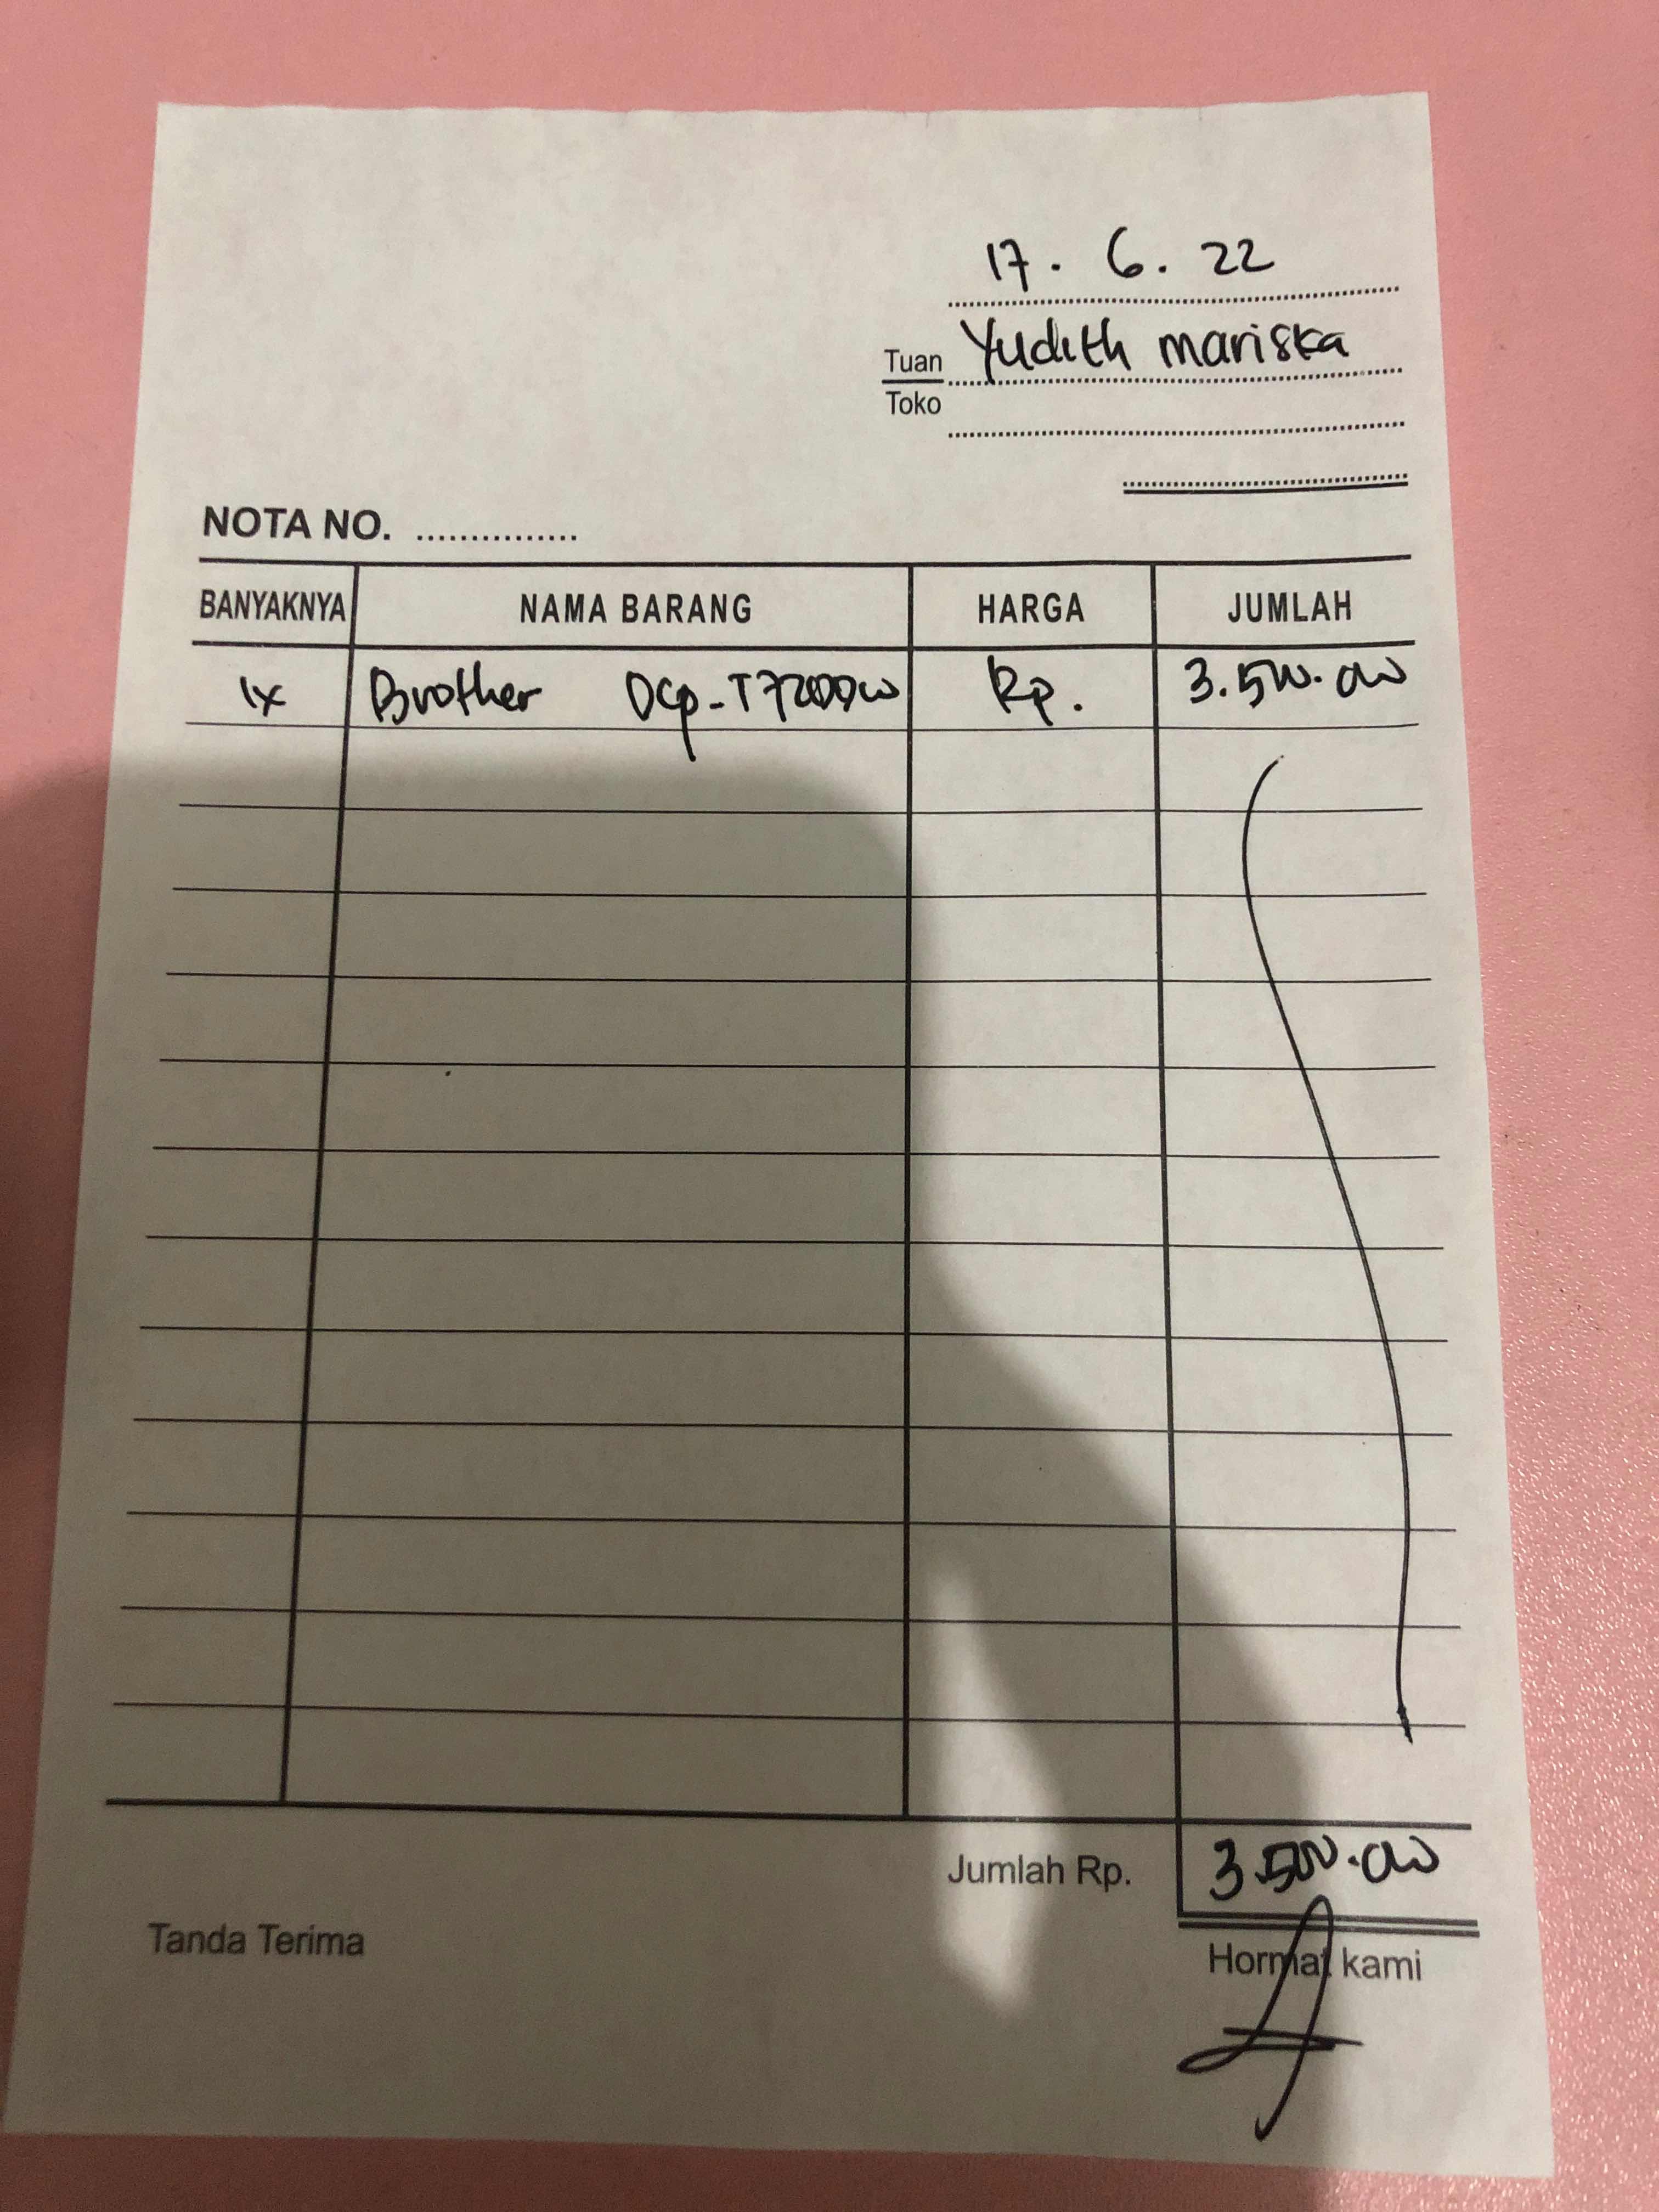 17. 6. 22
Tuan Yudith mariska
Toko
NOTA NO. ...............
BANYAKNYA NAMA BARANG HARGA JUMLAH
1x Brother DCp-T720DW Rp. 3.500.000
Jumlah Rp. 3.500.000
Tanda Terima Hormat kami